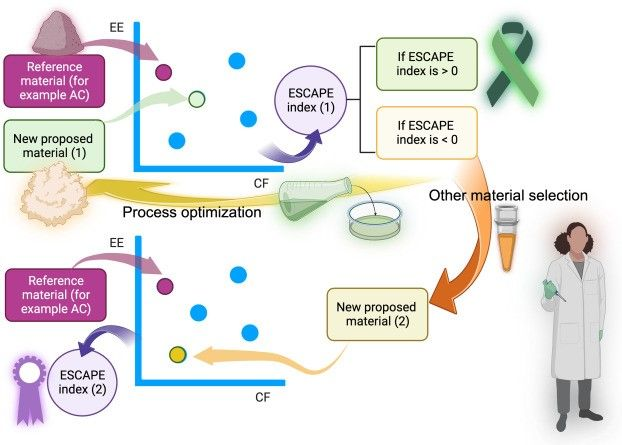 EE
Reference
material (for
example AC)
New proposed
material (1)
CF
ESCAPE
index (1)
If ESCAPE
index is > 0
If ESCAPE
index is < 0
Process optimization
Other material selection
EE
Reference
material (for
example AC)
New proposed
material (2)
ESCAPE
index (2)
CF